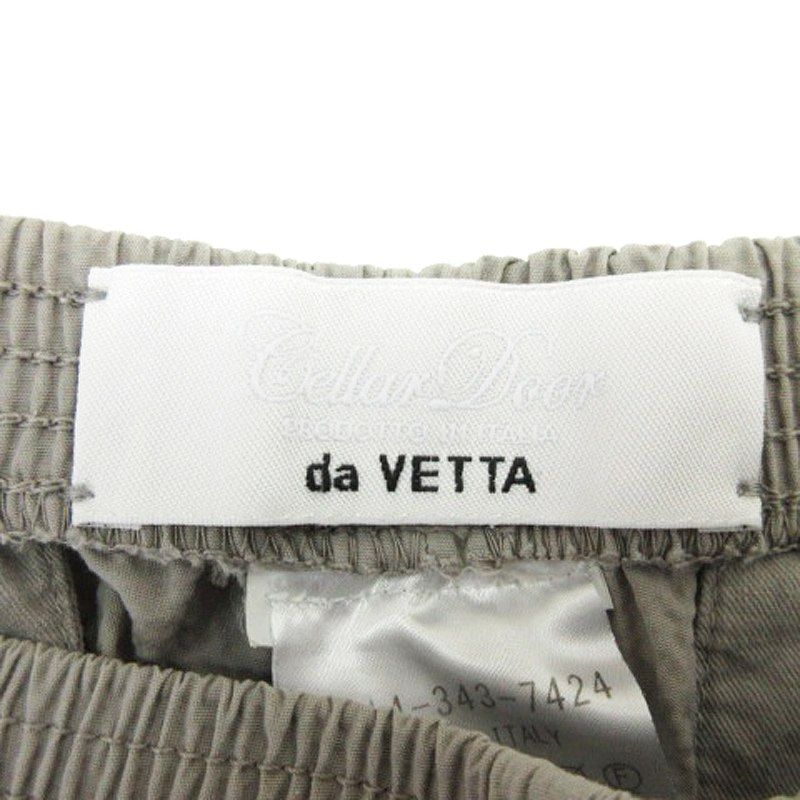 Cellar Door
PRODOTTO IN ITALIA
da VETTA
-343-7424
ITALY
F